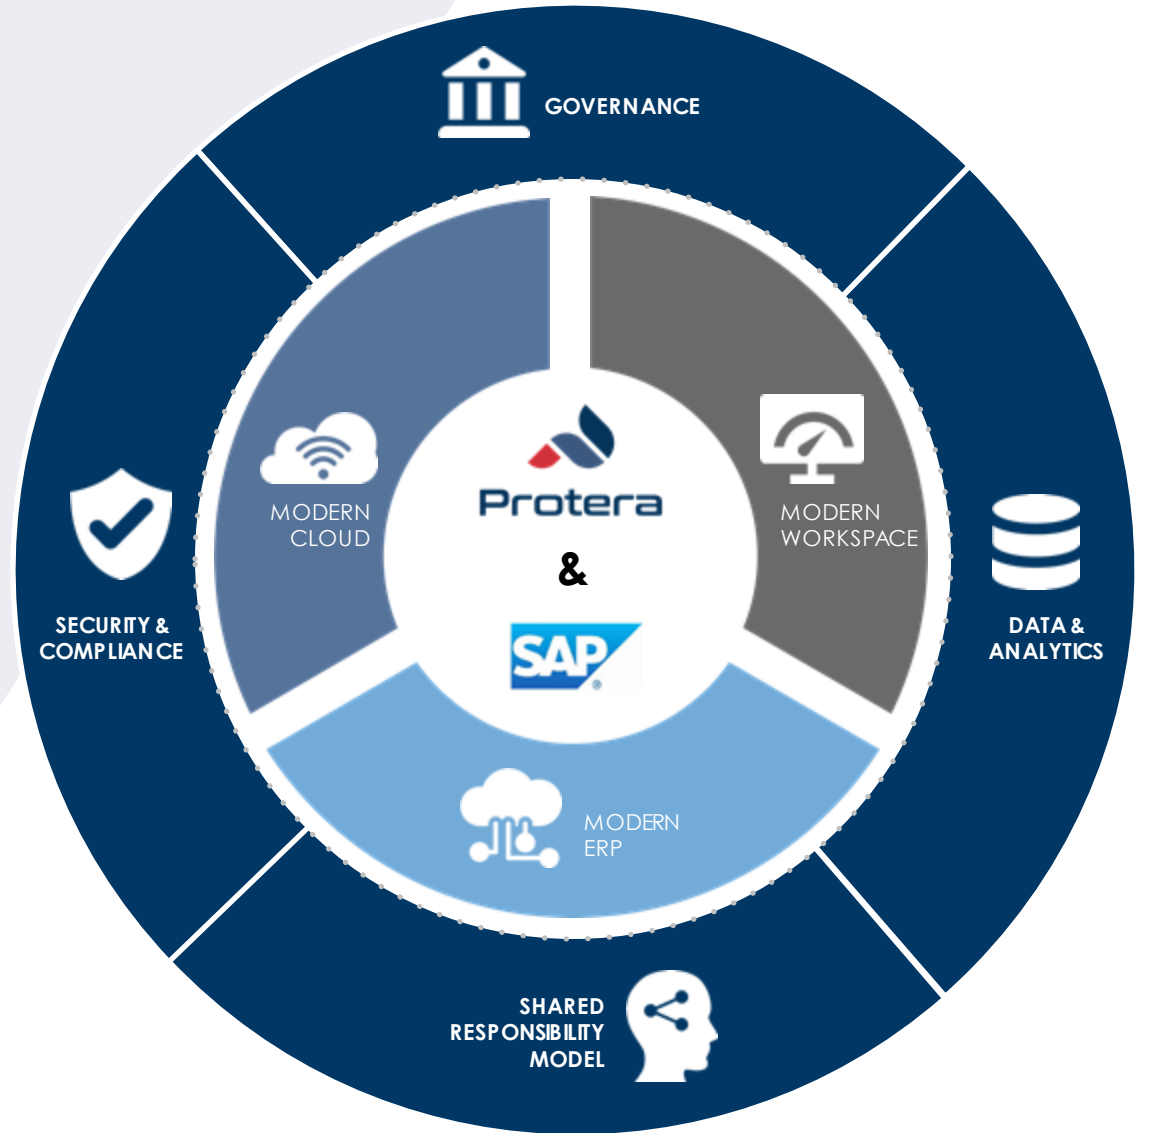 GOVERNANCE
MODERN
CLOUD
Protera
&
SAP®
MODERN
WORKSPACE
SECURITY &
COMPLIANCE
DATA &
ANALYTICS
MODERN
ERP
SHARED
RESPONSIBILITY
MODEL